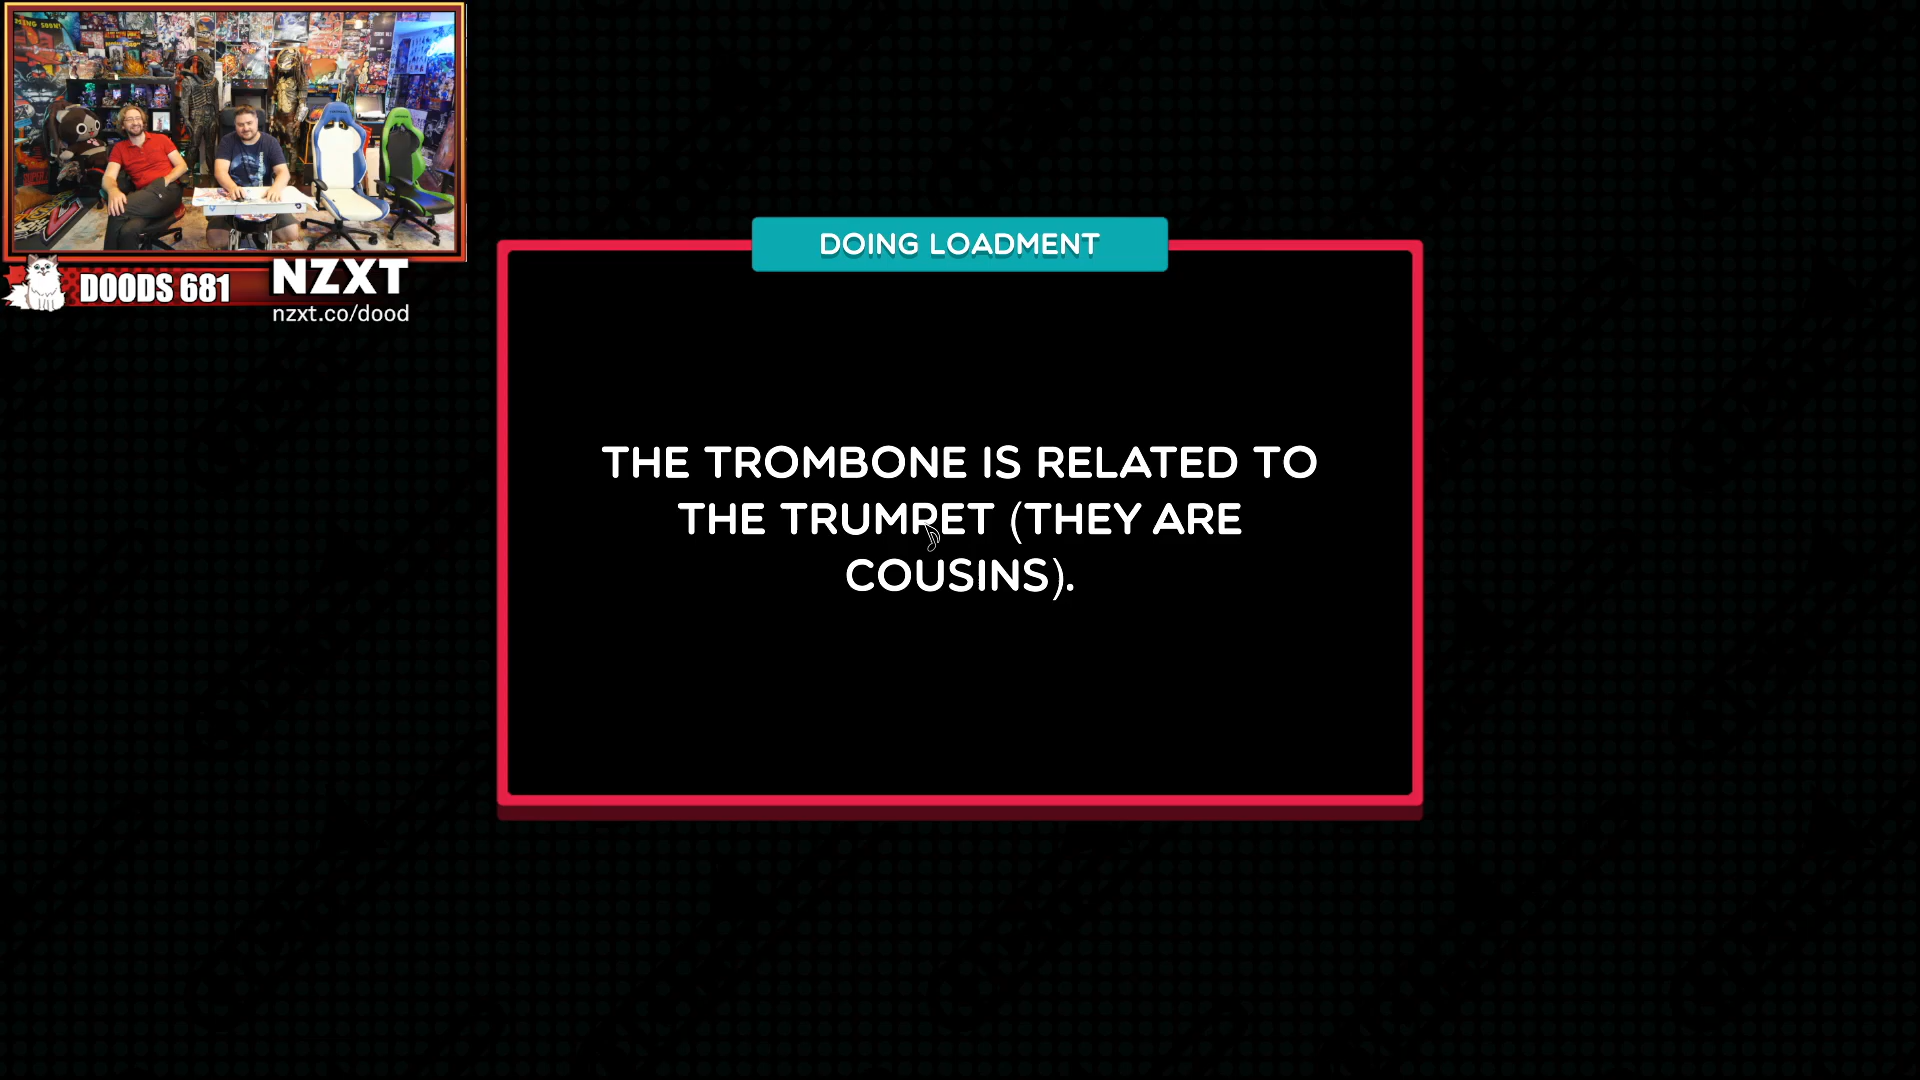 DOODS 681
NZXT
nzxt.co/dood
DOING LOADMENT
THE TROMBONE IS RELATED TO
THE TRUMPET (THEY ARE
COUSINS).